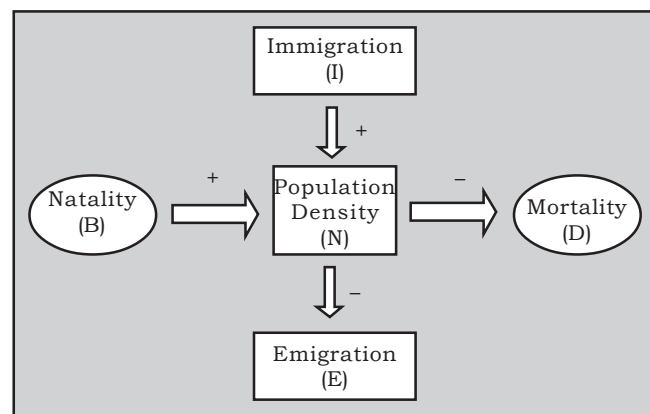 Immigration
(I)
+
Natality
(B)
+
Population
Density
(N)
–
Mortality
(D)
–
Emigration
(E)